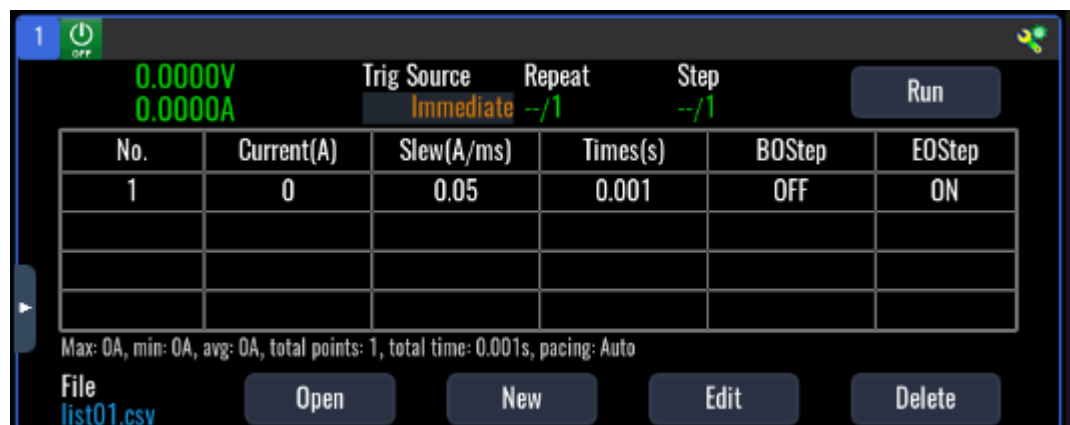 1 OFF
0.0000V Trig Source Repeat Step Run
0.0000A Immediate --/1 --/1
No. Current(A) Slew(A/ms) Times(s) BOStep EOStep
1 0 0.05 0.001 OFF ON
Max: 0A, min: 0A, avg: 0A, total points: 1, total time: 0.001s, pacing: Auto
File Open New Edit Delete
list01.csv